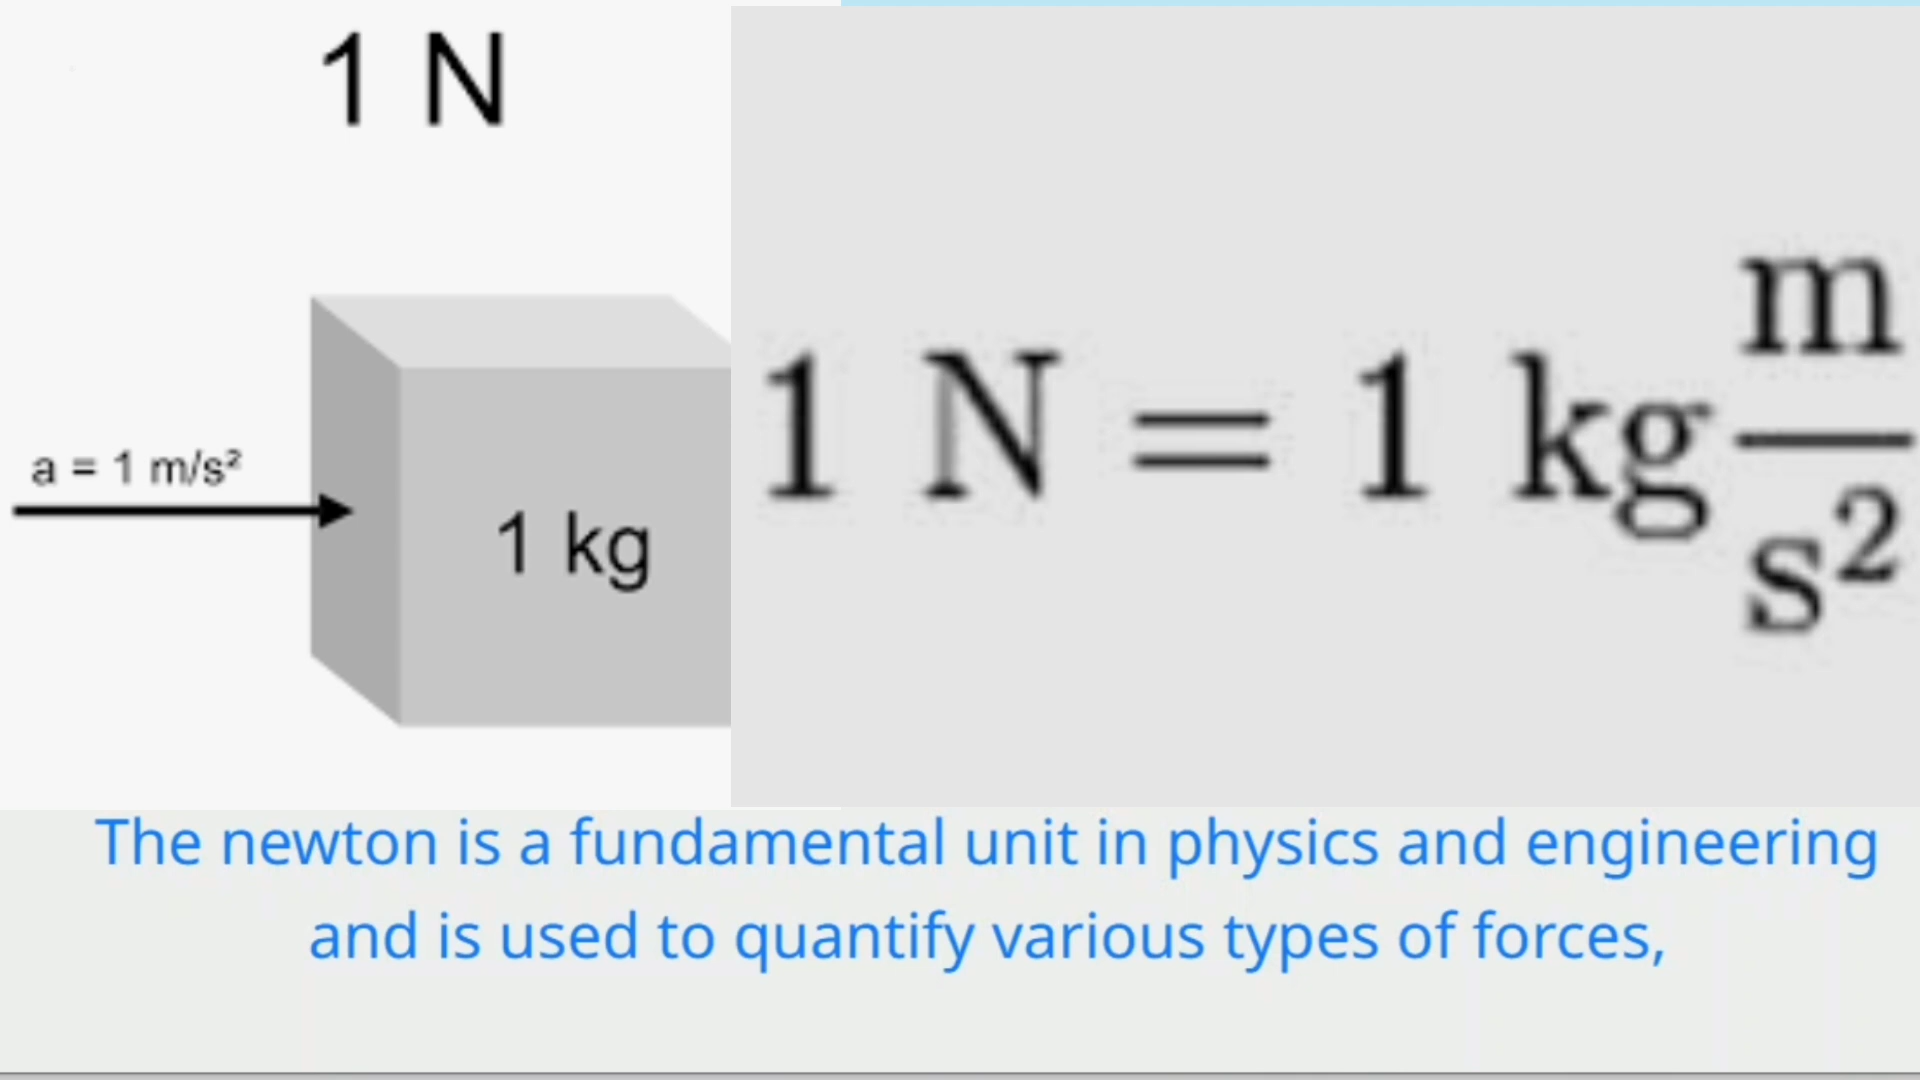 1 N
a = 1 m/s²
1 kg
1 N = 1 kg m/s²
The newton is a fundamental unit in physics and engineering
and is used to quantify various types of forces,